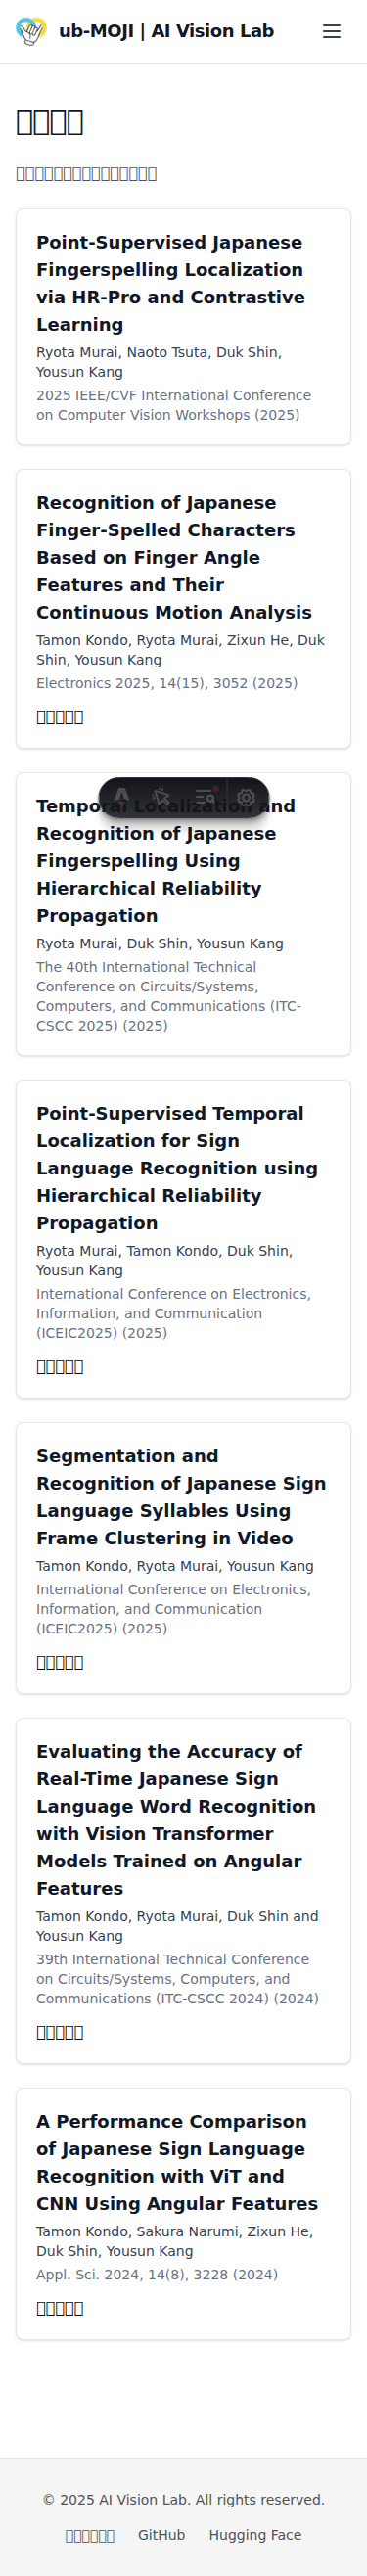 ub-MOJI | AI Vision Lab
Point-Supervised Japanese
Fingerspelling Localization
via HR-Pro and Contrastive
Learning
Ryota Murai, Naoto Tsuta, Duk Shin,
Yousun Kang
2025 IEEE/CVF International Conference
on Computer Vision Workshops (2025)
Recognition of Japanese
Finger-Spelled Characters
Based on Finger Angle
Features and Their
Continuous Motion Analysis
Tamon Kondo, Ryota Murai, Zixun He, Duk
Shin, Yousun Kang
Electronics 2025, 14(15), 3052 (2025)
Temporal Localization and
Recognition of Japanese
Fingerspelling Using
Hierarchical Reliability
Propagation
Ryota Murai, Duk Shin, Yousun Kang
The 40th International Technical
Conference on Circuits/Systems,
Computers, and Communications (ITC-
CSCC 2025) (2025)
Point-Supervised Temporal
Localization for Sign
Language Recognition using
Hierarchical Reliability
Propagation
Ryota Murai, Tamon Kondo, Duk Shin,
Yousun Kang
International Conference on Electronics,
Information, and Communication
(ICEIC2025) (2025)
Segmentation and
Recognition of Japanese Sign
Language Syllables Using
Frame Clustering in Video
Tamon Kondo, Ryota Murai, Yousun Kang
International Conference on Electronics,
Information, and Communication
(ICEIC2025) (2025)
Evaluating the Accuracy of
Real-Time Japanese Sign
Language Word Recognition
with Vision Transformer
Models Trained on Angular
Features
Tamon Kondo, Ryota Murai, Duk Shin and
Yousun Kang
39th International Technical Conference
on Circuits/Systems, Computers, and
Communications (ITC-CSCC 2024) (2024)
A Performance Comparison
of Japanese Sign Language
Recognition with ViT and
CNN Using Angular Features
Tamon Kondo, Sakura Narumi, Zixun He,
Duk Shin, Yousun Kang
Appl. Sci. 2024, 14(8), 3228 (2024)
© 2025 AI Vision Lab. All rights reserved.
GitHub Hugging Face